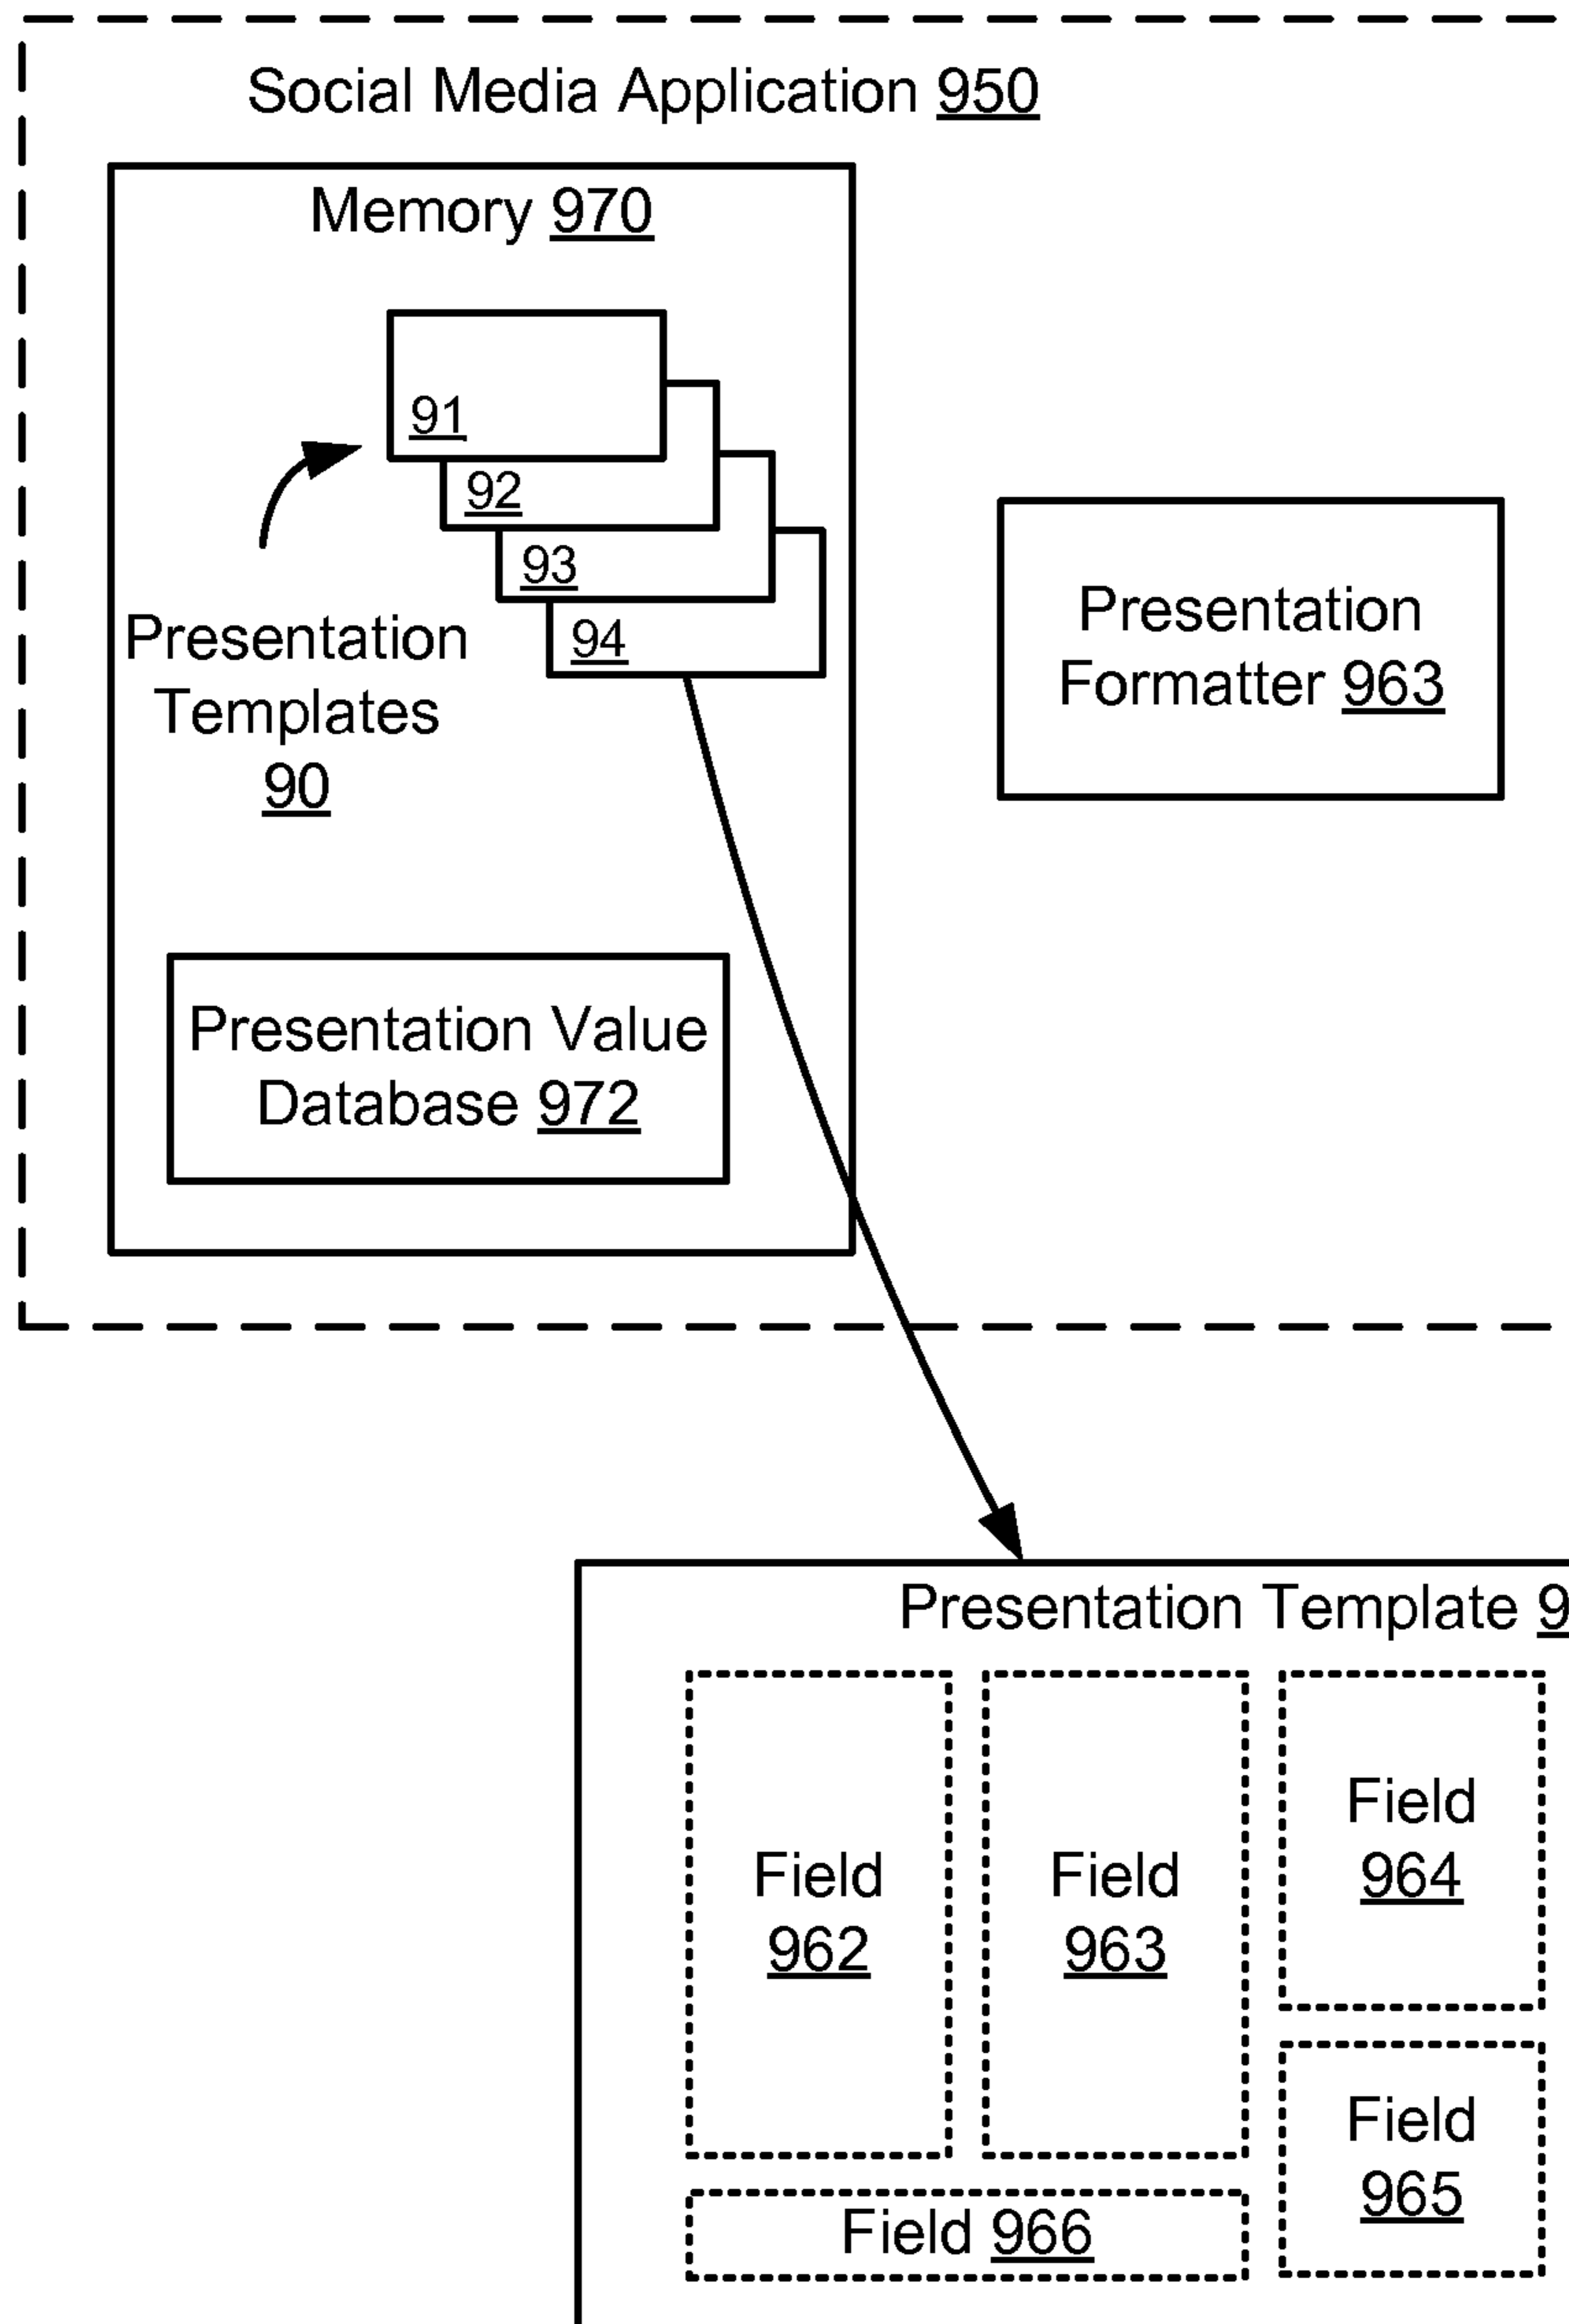 Social Media Application 950
Memory 970
91
92
93
94
Presentation
Templates
90
Presentation
Formatter 963
Presentation Value
Database 972
Presentation Template 9
Field
962
Field
963
Field
964
Field
965
Field 966